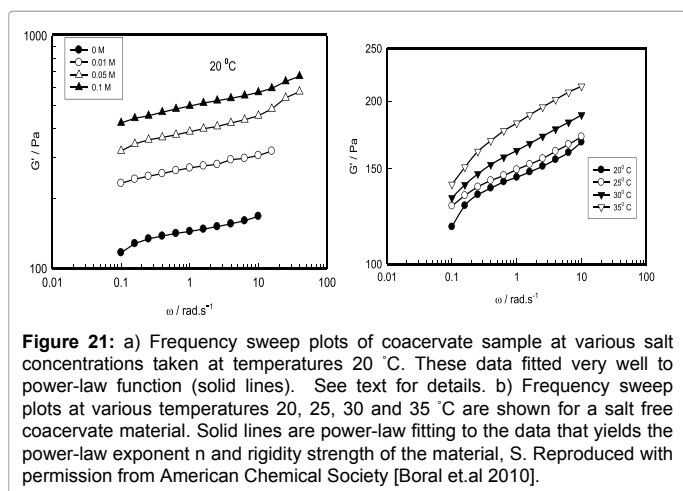 1000
100
G' / Pa
0 M
0.01 M
0.05 M
0.1 M
20 ⁰C
0.01 0.1 1 10 100
ω / rad.s⁻¹
250
200
150
100
G' / Pa
20⁰ C
25⁰ C
30⁰ C
35⁰ C
0.01 0.1 1 10 100
ω / rad.s⁻¹
Figure 21: a) Frequency sweep plots of coacervate sample at various salt
concentrations taken at temperatures 20 ˚C. These data fitted very well to
power-law function (solid lines). See text for details. b) Frequency sweep
plots at various temperatures 20, 25, 30 and 35 ˚C are shown for a salt free
coacervate material. Solid lines are power-law fitting to the data that yields the
power-law exponent n and rigidity strength of the material, S. Reproduced with
permission from American Chemical Society [Boral et.al 2010].